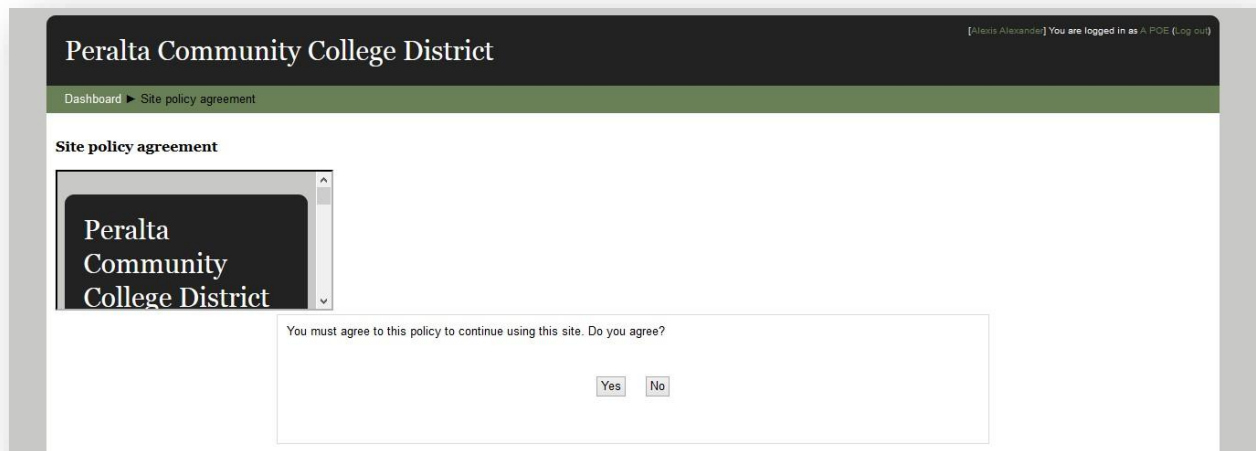 [Alexis Alexander] You are logged in as A POE (Log out)
Peralta Community College District
Dashboard ► Site policy agreement
Site policy agreement
Peralta
Community
College District
You must agree to this policy to continue using this site. Do you agree?
Yes No